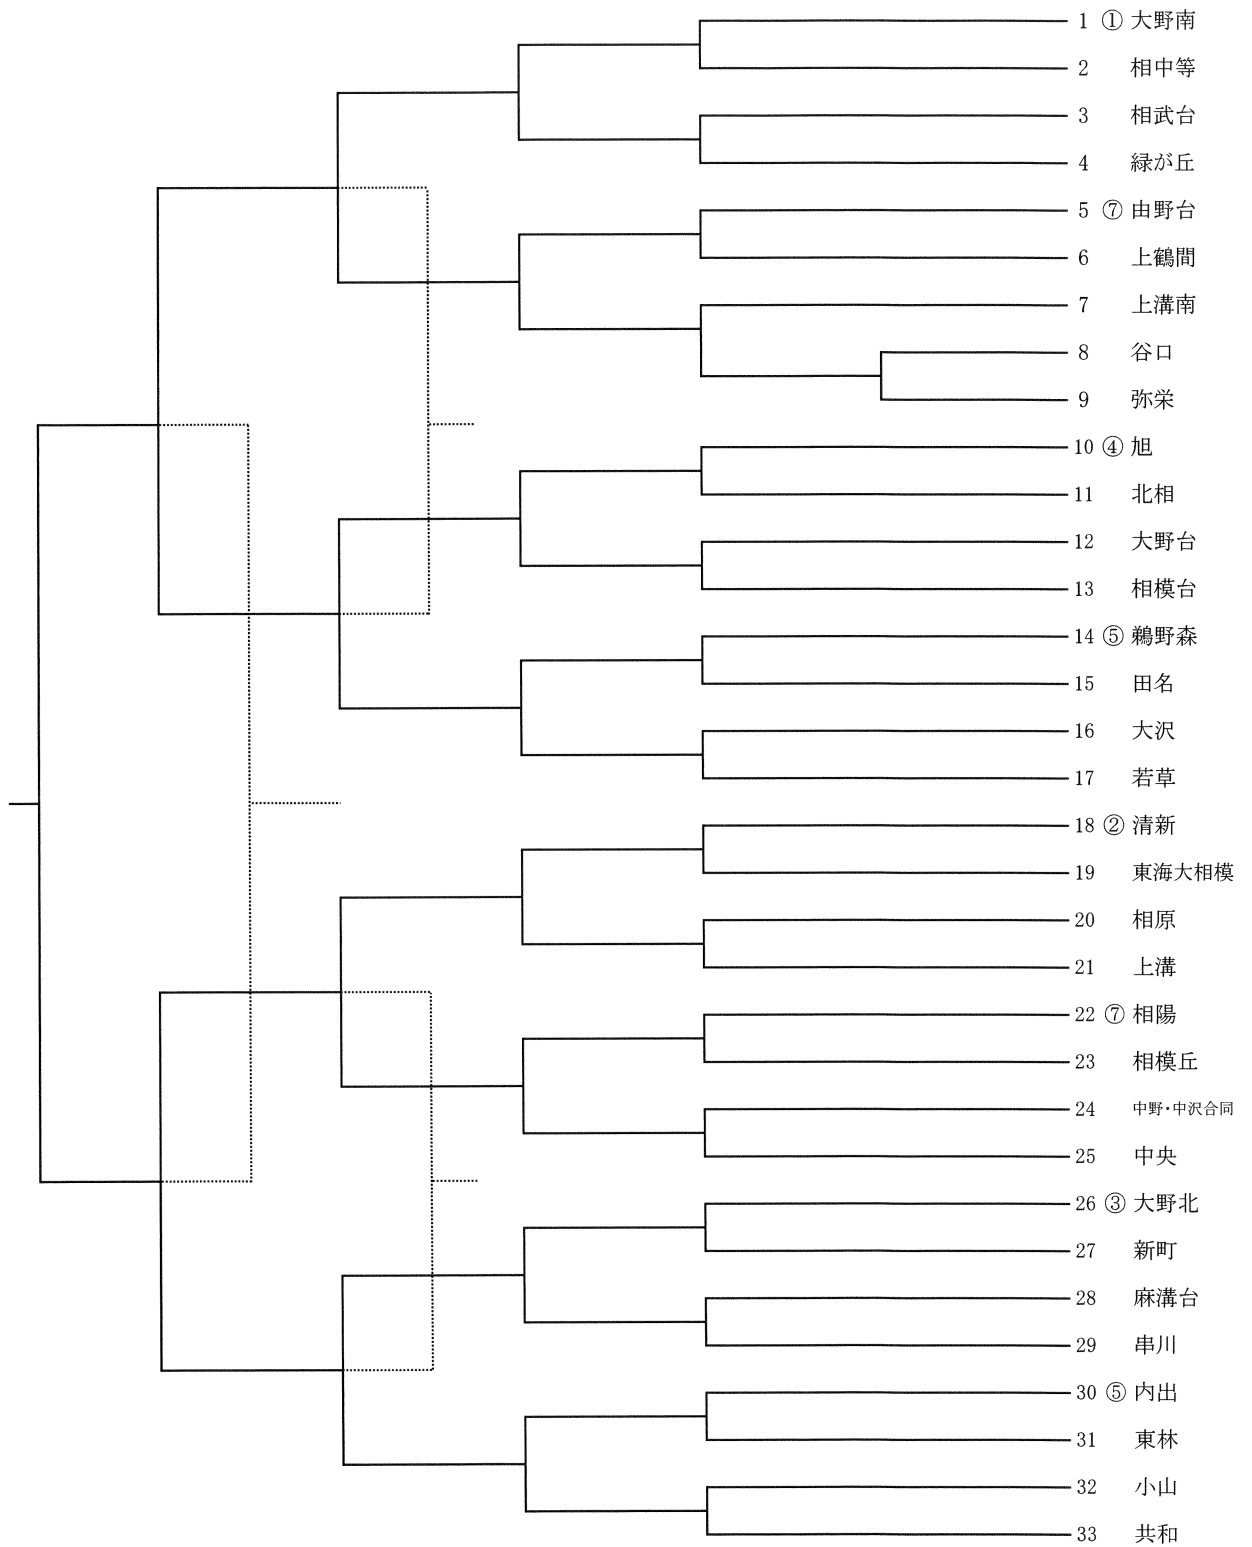 1 ① 大野南
2 相中等
3 相武台
4 緑が丘
5 ⑦ 由野台
6 上鶴間
7 上溝南
8 谷口
9 弥栄
10 ④ 旭
11 北相
12 大野台
13 相模台
14 ⑤ 鵜野森
15 田名
16 大沢
17 若草
18 ② 清新
19 東海大相模
20 相原
21 上溝
22 ⑦ 相陽
23 相模丘
24 中野・中沢合同
25 中央
26 ③ 大野北
27 新町
28 麻溝台
29 串川
30 ⑤ 内出
31 東林
32 小山
33 共和